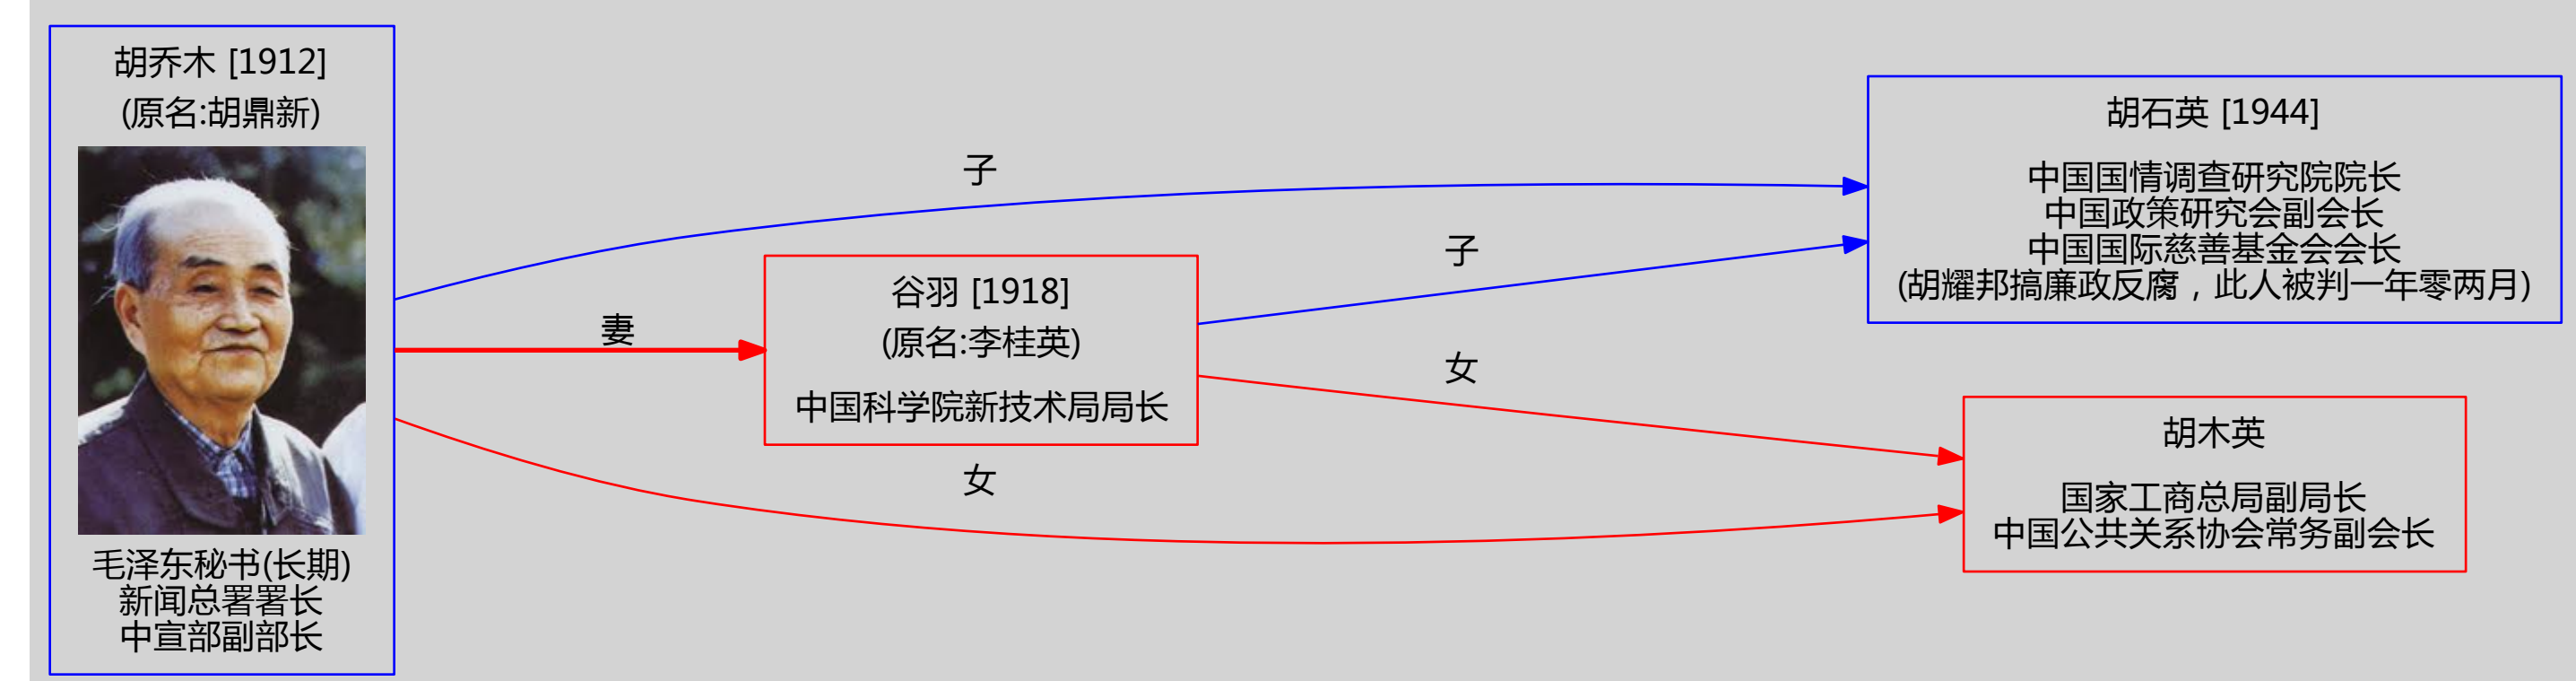 胡乔木 [1912]
(原名:胡鼎新)
毛泽东秘书(长期)
新闻总署署长
中宣部副部长
子
妻
女
谷羽 [1918]
(原名:李桂英)
中国科学院新技术局局长
子
女
胡石英 [1944]
中国国情调查研究院院长
中国政策研究会副会长
中国国际慈善基金会会长
(胡耀邦搞廉政反腐，此人被判一年零两月)
胡木英
国家工商总局副局长
中国公共关系协会常务副会长